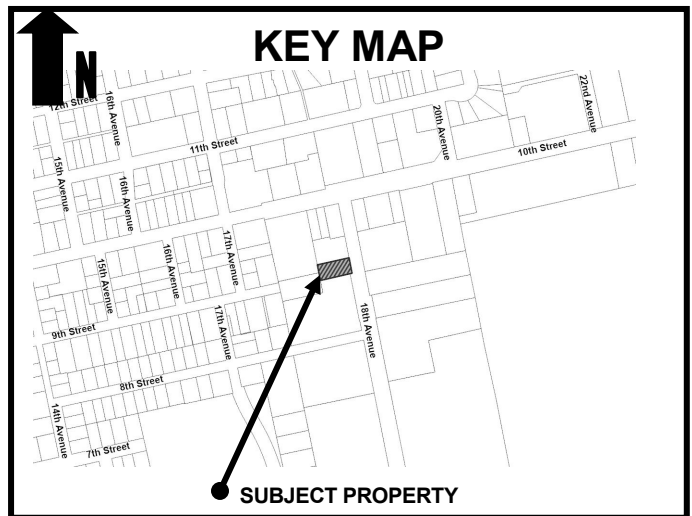 KEY MAP
N
12th Street
16th Avenue
11th Street
20th Avenue
22nd Avenue
10th Street
15th Avenue
16th Avenue
17th Avenue
16th Avenue
15th Avenue
9th Street
17th Avenue
18th Avenue
8th Street
14th Avenue
7th Street
SUBJECT PROPERTY